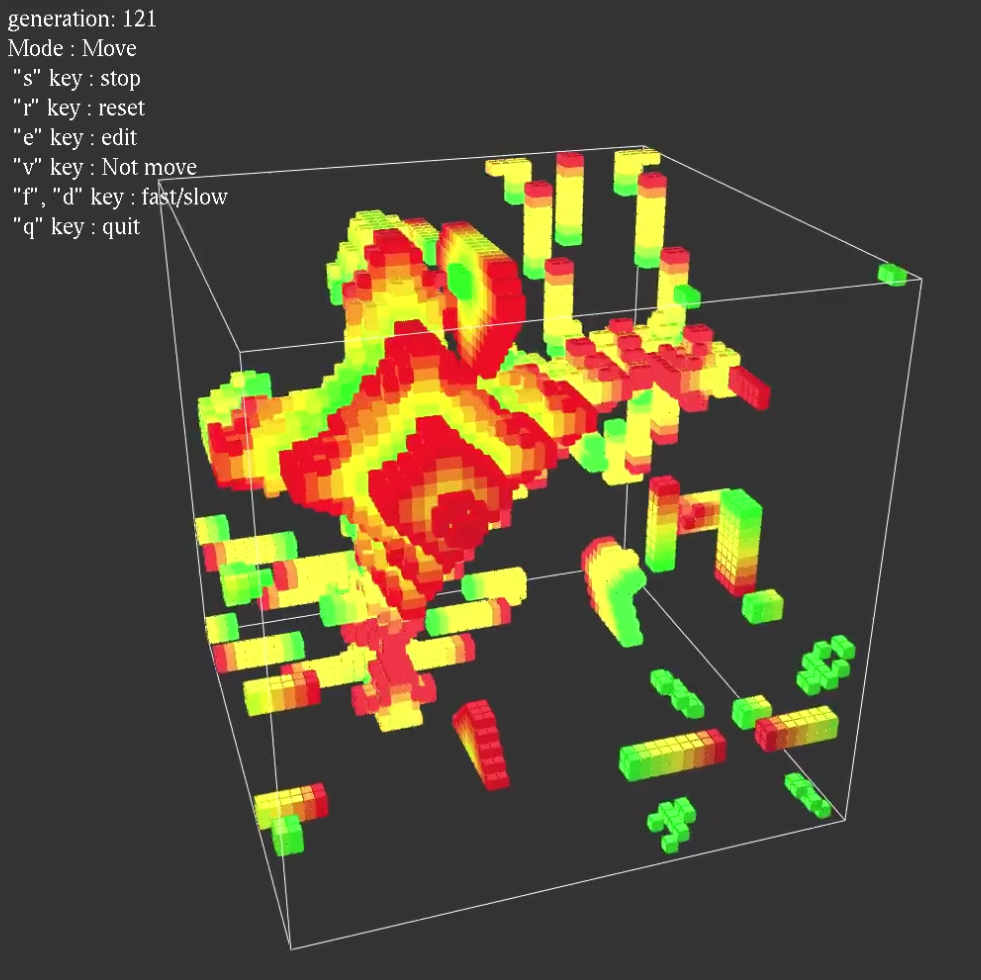 generation: 121
Mode : Move
"s" key : stop
"r" key : reset
"e" key : edit
"v" key : Not move
"f", "d" key : fast/slow
"q" key : quit